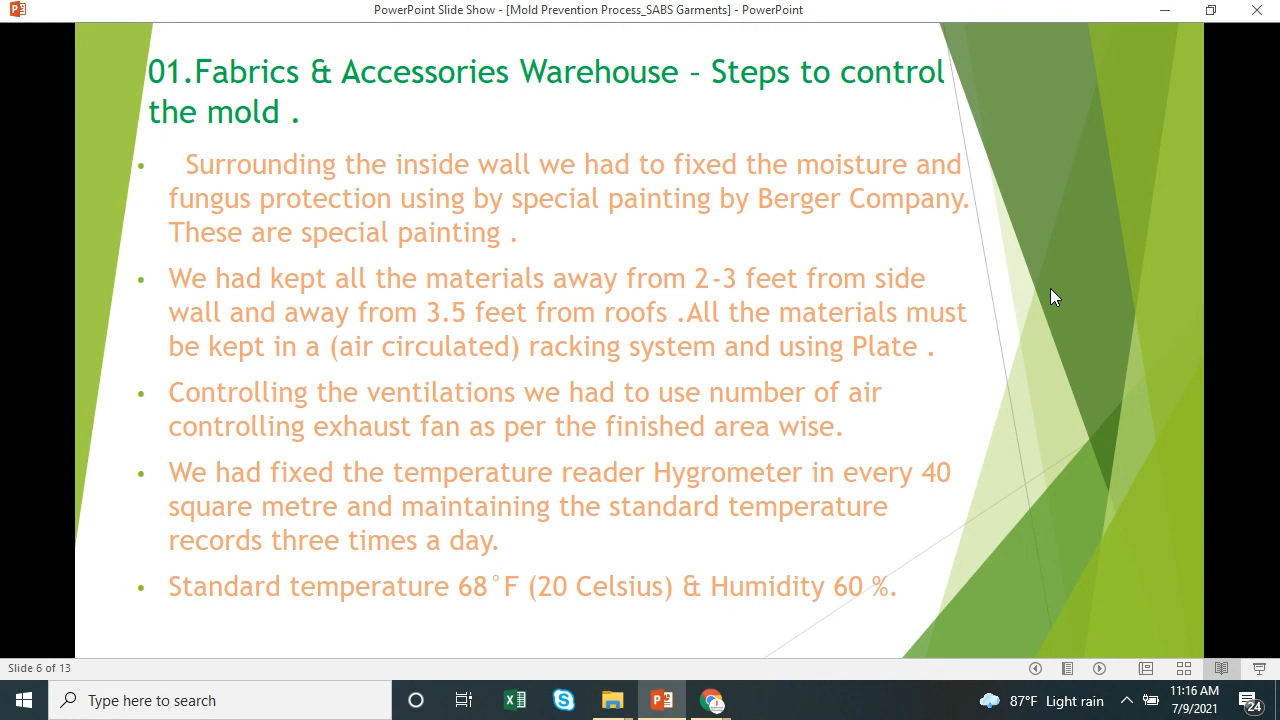 PowerPoint Slide Show - [Mold Prevention Process_SABS Garments] - PowerPoint
01.Fabrics & Accessories Warehouse – Steps to control
the mold .
• Surrounding the inside wall we had to fixed the moisture and
fungus protection using by special painting by Berger Company.
These are special painting .
• We had kept all the materials away from 2-3 feet from side
wall and away from 3.5 feet from roofs .All the materials must
be kept in a (air circulated) racking system and using Plate .
• Controlling the ventilations we had to use number of air
controlling exhaust fan as per the finished area wise.
• We had fixed the temperature reader Hygrometer in every 40
square metre and maintaining the standard temperature
records three times a day.
• Standard temperature 68°F (20 Celsius) & Humidity 60 %.
Slide 6 of 13
Type here to search
87°F Light rain
11:16 AM
7/9/2021
24